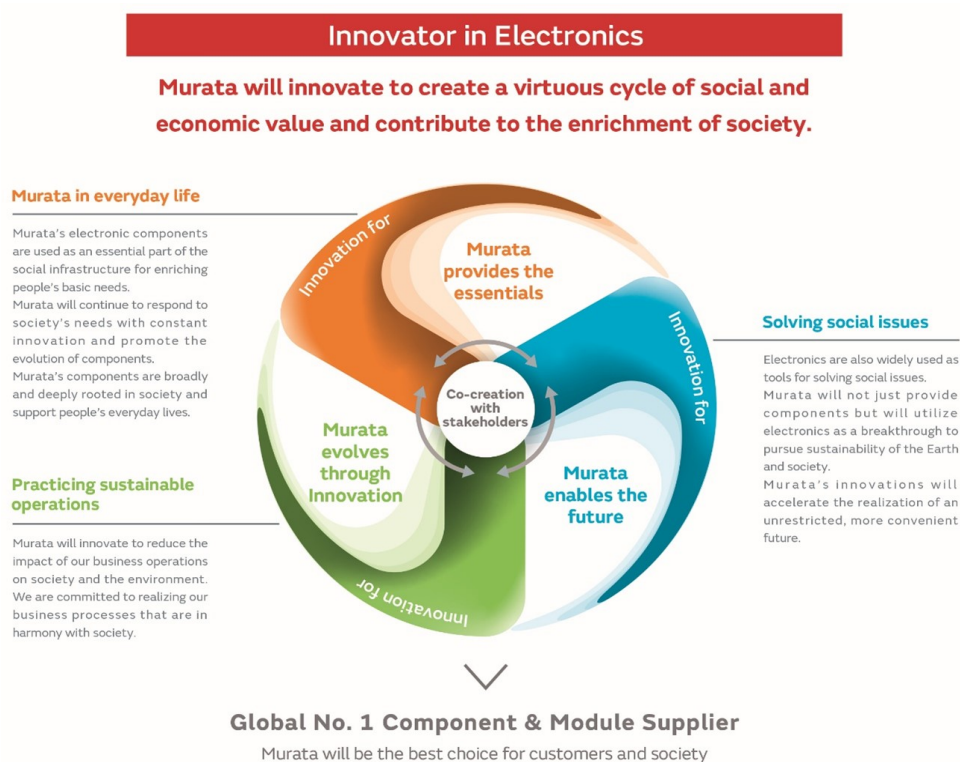 Innovator in Electronics
Murata will innovate to create a virtuous cycle of social and
economic value and contribute to the enrichment of society.
Murata in everyday life
Murata's electronic components
are used as an essential part of the
social infrastructure for enriching
people's basic needs.
Murata will continue to respond to
society's needs with constant
innovation and promote the
evolution of components.
Murata's components are broadly
and deeply rooted in society and
support people's everyday lives.
Practicing sustainable
operations
Murata will innovate to reduce the
impact of our business operations
on society and the environment.
We are committed to realizing our
business processes that are in
harmony with society.
Innovation for
Murata
provides the
essentials
Innovation for
Murata
enables the
future
Innovation for
Murata
evolves
through
Innovation
Co-creation
with
stakeholders
Solving social issues
Electronics are also widely used as
tools for solving social issues.
Murata will not just provide
components but will utilize
electronics as a breakthrough to
pursue sustainability of the Earth
and society.
Murata's innovations will
accelerate the realization of an
unrestricted, more convenient
future.
Global No. 1 Component & Module Supplier
Murata will be the best choice for customers and society